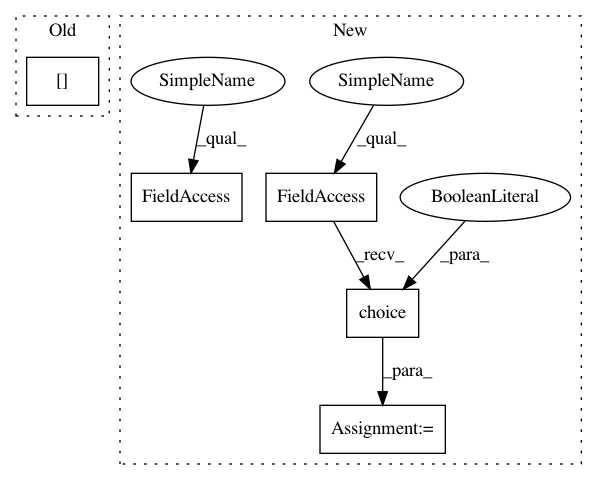 Old
New
[]
SimpleName
SimpleName
_qual_
_qual_
FieldAccess
FieldAccess
BooleanLiteral
_recv_
_para_
choice
_para_
Assignment:=